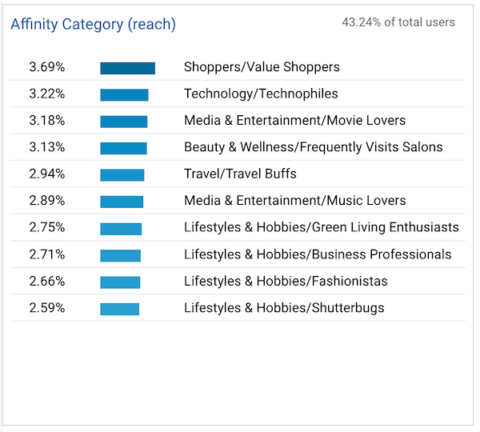 Affinity Category (reach) 43.24% of total users
3.69% Shoppers/Value Shoppers
3.22% Technology/Technophiles
3.18% Media & Entertainment/Movie Lovers
3.13% Beauty & Wellness/Frequently Visits Salons
2.94% Travel/Travel Buffs
2.89% Media & Entertainment/Music Lovers
2.75% Lifestyles & Hobbies/Green Living Enthusiasts
2.71% Lifestyles & Hobbies/Business Professionals
2.66% Lifestyles & Hobbies/Fashionistas
2.59% Lifestyles & Hobbies/Shutterbugs